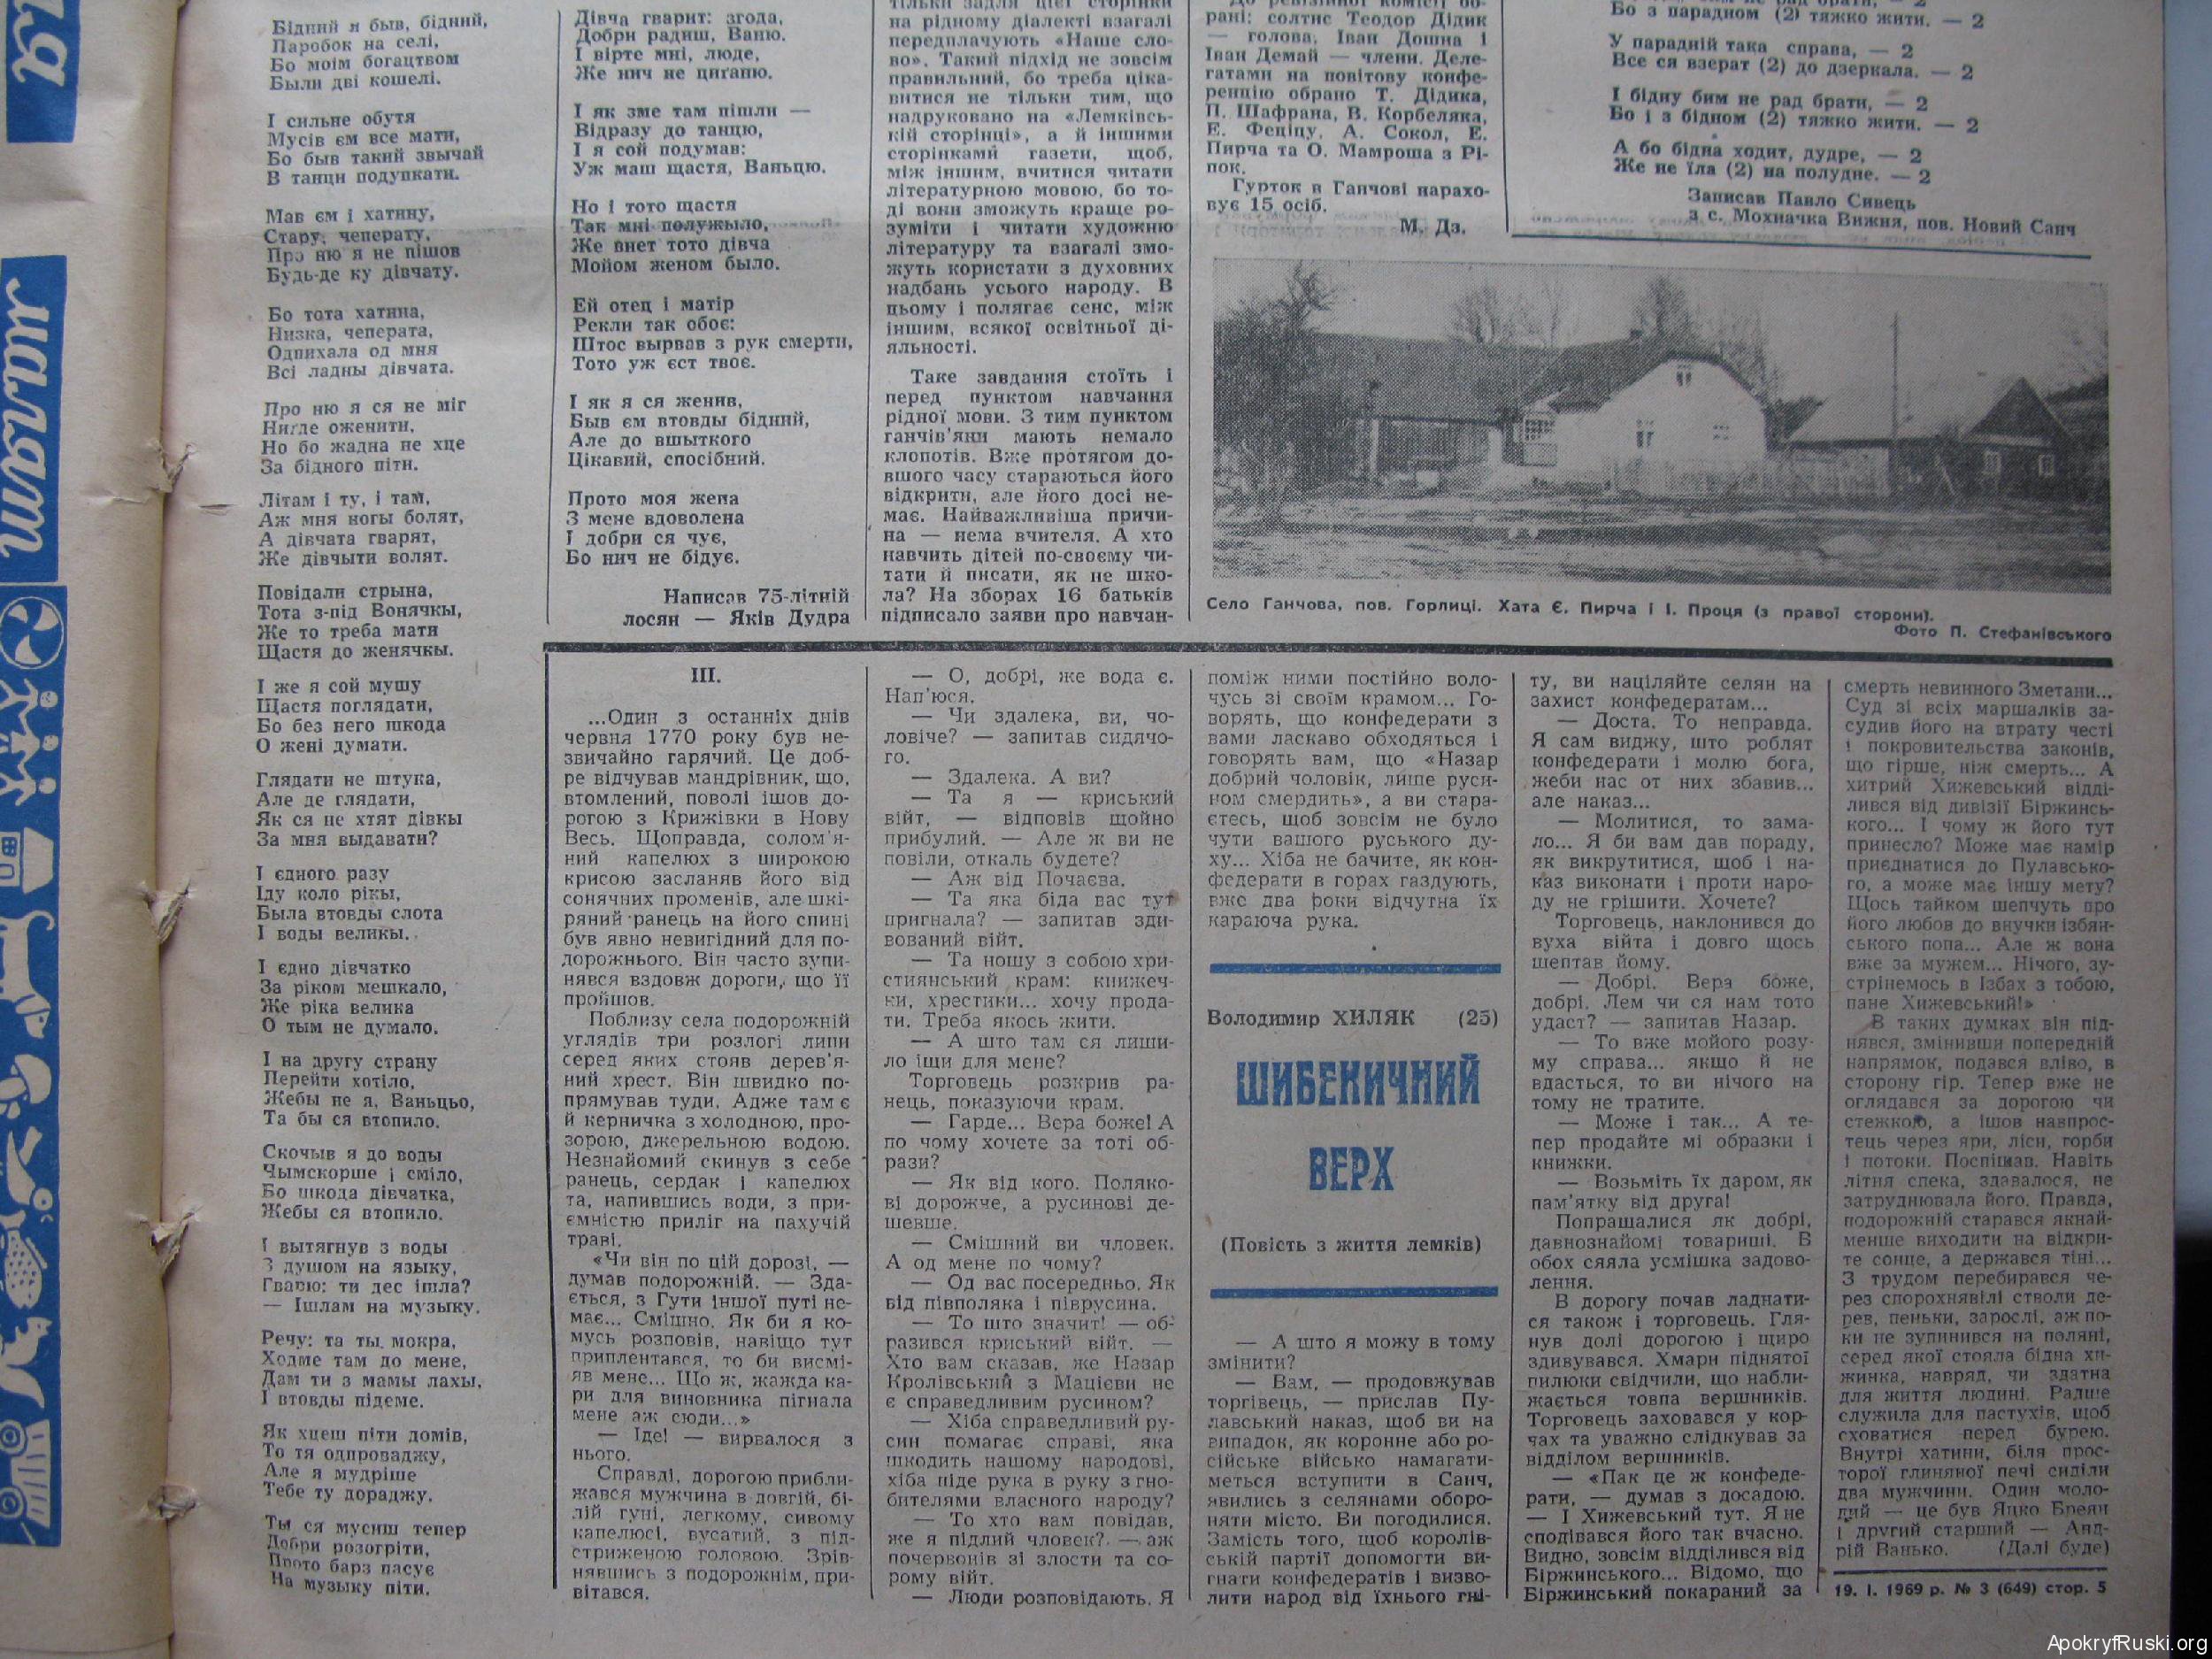 Бідний я быв, бідний,
Паробок на селі,
Бо моїм богацтвом
Были дві кошелі.
І сильне обутя
Мусів єм все мати,
Бо быв такий звычай
В танци подупкати.
Мав єм і хатину,
Стару, чеперату,
Про ню я не пішов
Будь-де ку дівчату.
Бо тота хатина,
Низка, чеперата,
Одпихала од мня
Всі ладны дівчата.
Про ню я ся не міг
Нигде оженити,
Но бо жадна не хце
За бідного піти.
Літам і ту, і там,
Аж мня ногы болят,
А дівчата гварят,
Же дівчыти волят.
Повідали стрына,
Тота з-під Вонячкы,
Же то треба мати
Щастя до женячкы.
І же я сой мушу
Щастя поглядати,
Бо без него шкода
О жені думати.
Глядати не штука,
Але де глядати,
Як ся не хтят дівкы
За мня выдавати?
І єдного разу
Іду коло рікы,
Была втовды слота
І воды великы.
І єдно дівчатко
За ріком мешкало,
Же ріка велика
О тым не думало.
І на другу страну
Перейти хотіло,
Жебы не я, Ваньцьо,
Та бы ся втопило.
Скочыв я до воды
Чымскорше і сміло,
Бо шкода дівчатка,
Жебы ся втопило.
І вытягнув з воды
З душом на языку,
Гварю: ти дес ішла?
— Ішлам на музыку.
Речу: та ты мокра,
Ходме там до мене,
Дам ти з мамы лахы,
І втовды підеме.
Як хцеш піти домів,
То тя одпроваджу,
Але я мудріше
Тебе ту дораджу.
Ты ся мусиш тепер
Добри розогріти,
Прото барз пасує
На музыку піти.
Дівча гварит: згода,
Добри радиш, Ваню.
І вірте мні, люде,
Же нич не циганю.
І як зме там пішли —
Відразу до танцю,
І я сой подумав:
Уж маш щастя, Ваньцю.
Но і тото щастя
Так мні полужыло,
Же пнет тото дівча
Мойом женом было.
Ей отец і матір
Рекли так обоє:
Штос вырвав з рук смерти,
Тото уж єст твоє.
І як я ся женив,
Быв єм втовды бідний,
Але до вшыткого
Цікавий, спосібний.
Прото моя жена
З мене вдоволена
І добри ся чує,
Бо нич не бідує.
Написав 75-літній
лосян — Яків Дудра
тільки задля цієї сторінки
на рідному діалекті взагалі
передплачують «Наше сло-
во». Такий підхід не зовсім
правильний, бо треба ціка-
витися не тільки тим, що
надруковано на «Лемківсь-
кій сторінці», а й іншими
сторінками газети, щоб,
між іншим, вчитися читати
літературною мовою, бо то-
ді вони зможуть краще ро-
зуміти і читати художню
літературу та взагалі змо-
жуть користати з духовних
надбань усього народу. В
цьому і полягає сенс, між
іншим, всякої освітньої ді-
яльності.
Таке завдання стоїть і
перед пунктом навчання
рідної мови. З тим пунктом
ганчів'яни мають немало
клопотів. Вже протягом до-
вшого часу стараються його
відкрити, але його досі не-
має. Найважливіша причи-
на — нема вчителя. А хто
навчить дітей по-своєму чи-
тати й писати, як не шко-
ла? На зборах 16 батьків
підписало заяви про навчан-
До ревізійної комісії об-
рані: солтис Теодор Дідик
— голова, Іван Дошна і
Іван Демай — члени. Деле-
гатами на повітову конфе-
ренцію обрано Т. Дідика,
П. Шафрана, В. Корбеляка,
Е. Феціцу, А. Сокол, Е.
Пирча та О. Мамроша з Рі-
пок.
Гурток в Ганчові нарахо-
вує 15 осіб.
М. Дз.
Бо з парадном (2) тяжко жити. — 2
У парадній така справа, — 2
Все ся взерат (2) до дзеркала. — 2
І бідну бим не рад брати, — 2
Бо і з бідном (2) тяжко жити. — 2
А бо бідна ходит, дудре, — 2
Же не їла (2) на полудне. — 2
Записав Павло Сивець
з с. Мохначка Вижня, пов. Новий Санч
Село Ганчова, пов. Горлиці. Хата Є. Пирча і І. Проця (з правої сторони).
Фото П. Стефанівського
III.
...Один з останніх днів
червня 1770 року був не-
звичайно гарячий. Це доб-
ре відчував мандрівник, що,
втомлений, поволі ішов до-
рогою з Крижівки в Нову
Весь. Щоправда, солом'я-
ний капелюх з широкою
крисою засланяв його від
сонячних променів, але шкі-
ряний ранець на його спині
був явно невигідний для по-
дорожнього. Він часто зупи-
нявся вздовж дороги, що її
пройшов.
Поблизу села подорожній
углядів три розлогі липи
серед яких стояв дерев'я-
ний хрест. Він швидко по-
прямував туди. Адже там є
й керничка з холодною, про-
зорою, джерельною водою.
Незнайомий скинув з себе
ранець, сердак і капелюх
та, напившись води, з при-
ємністю приліг на пахучій
траві.
«Чи він по цій дорозі, —
думав подорожній. — Зда-
ється, з Гути іншої путі не-
має... Смішно. Як би я ко-
мусь розповів, навіщо тут
приплентався, то би висмі-
яв мене... Що ж, жажда ка-
ри для виновника пігнала
мене аж сюди...»
— Іде! — вирвалося з
нього.
Справді, дорогою прибли-
жався мужчина в довгій, бі-
лій гуні, легкому, сивому
капелюсі, вусатий, з під-
стриженою головою. Зрів-
нявшись з подорожнім, при-
вітався.
— О, добрі, же вода є.
Нап'юся.
— Чи здалека, ви, чо-
ловіче? — запитав сидячо-
го.
— Здалека. А ви?
— Та я — криський
війт, — відповів щойно
прибулий. — Але ж ви не
повіли, откаль будете?
— Аж від Почаєва.
— Та яка біда вас тут
пригнала? — запитав зди-
вований війт.
— Та ношу з собою хри-
стиянський крам: книжеч-
ки, хрестики... хочу прода-
ти. Треба якось жити.
— А што там ся лиши-
ло іщи для мене?
Торговець розкрив ра-
нець, показуючи крам.
— Гарде... Вера боже! А
по чому хочете за тоті об-
рази?
— Як від кого. Поляко-
ві дорожче, а русинові де-
шевше.
— Смішний ви чловек.
А од мене по чому?
— Од вас посередньо. Як
від півполяка і піврусина.
— То што значит! — об-
разився криський війт. —
Хто вам сказав, же Назар
Кролівський з Мацієви не
є справедливим русином?
— Хіба справедливий ру-
син помагає справі, яка
шкодить нашому народові,
хіба піде рука в руку з гно-
бителями власного народу?
— То хто вам повідав,
же я підлий чловек? — аж
почервонів зі злости та со-
рому війт.
— Люди розповідають. Я
поміж ними постійно воло-
чусь зі своїм крамом... Го-
ворять, що конфедерати з
вами ласкаво обходяться і
говорять вам, що «Назар
добрий чоловік, лише руси-
ном смердить», а ви стара-
єтесь, щоб зовсім не було
чути вашого руського ду-
ху... Хіба не бачите, як кон-
федерати в горах газдують,
вже два роки відчутна їх
караюча рука.
Володимир ХИЛЯК (25)
ШИБЕНИЧНИЙ
ВЕРХ
(Повість з життя лемків)
— А што я можу в тому
змінити?
— Вам, — продовжував
торгівець, — прислав Пу-
лавський наказ, щоб ви на
випадок, як коронне або ро-
сійське військо намагати-
меться вступити в Санч,
явились з селянами оборо-
няти місто. Ви погодилися.
Замість того, щоб королів-
ській партії допомогти ви-
гнати конфедератів і визво-
лити народ від їхнього гні-
ту, ви націляйте селян на
захист конфедератам...
— Доста. То неправда.
Я сам виджу, што роблят
конфедерати і молю бога,
жеби нас от них збавив...
але наказ...
— Молитися, то зама-
ло... Я би вам дав пораду,
як викрутитися, щоб і на-
каз виконати і проти наро-
ду не грішити. Хочете?
Торговець, наклонився до
вуха війта і довго щось
шептав йому.
— Добрі. Вера боже,
добрі. Лем чи ся нам тото
удаст? — запитав Назар.
— То вже мойого розу-
му справа... якщо й не
вдасться, то ви нічого на
тому не тратите.
— Може і так... А те-
пер продайте мі образки і
книжки.
— Возьміть їх даром, як
пам'ятку від друга!
Попращалися як добрі,
давнознайомі товариші. В
обох сяяла усмішка задово-
лення.
В дорогу почав ладнати-
ся також і торговець. Гля-
нув долі дорогою і щиро
здивувався. Хмари піднятої
пилюки свідчили, що набли-
жається товпа вершників.
Торговець заховався у кор-
чах та уважно слідкував за
відділом вершників.
— «Пак це ж конфеде-
рати, — думав з досадою.
— І Хижевський тут. Я не
сподівався його так вчасно.
Видно, зовсім відділився від
Біржинського... Відомо, що
Біржинський покараний за
смерть невинного Зметани...
Суд зі всіх маршалків за-
судив його на втрату честі
і покровительства законів,
що гірше, ніж смерть... А
хитрий Хижевський відді-
лився від дивізії Біржинсь-
кого... І чому ж його тут
принесло? Може має намір
приєднатися до Пулавсько-
го, а може має іншу мету?
Щось тайком шепчуть про
його любов до внучки ізбян-
ського попа... Але ж вона
вже за мужем... Нічого, зу-
стрінемось в Ізбах з тобою,
пане Хижевський!»
В таких думках він під-
нявся, змінивши попередній
напрямок, подався вліво, в
сторону гір. Тепер вже не
оглядався за дорогою чи
стежкою, а ішов навпрос-
тець через яри, ліси, горби
і потоки. Поспішав. Навіть
літня спека, здавалося, не
затруднювала його. Правда,
подорожній старався якнай-
менше виходити на відкри-
те сонце, а держався тіні...
З трудом перебирався че-
рез спорохнявілі стволи де-
рев, пеньки, зарослі, аж по-
ки не зупинився на поляні,
серед якої стояла бідна хи-
жинка, навряд, чи здатна
для життя людині. Радше
служила для пастухів, щоб
сховатися перед бурею.
Внутрі хатини, біля прос-
торої глиняної печі сиділи
два мужчини. Один моло-
дий — це був Яцко Бреян
і другий старший — Анд-
рій Ванько. (Далі буде)
19. I. 1969 р. № 3 (649) стор. 5
ApokryfRuski.org